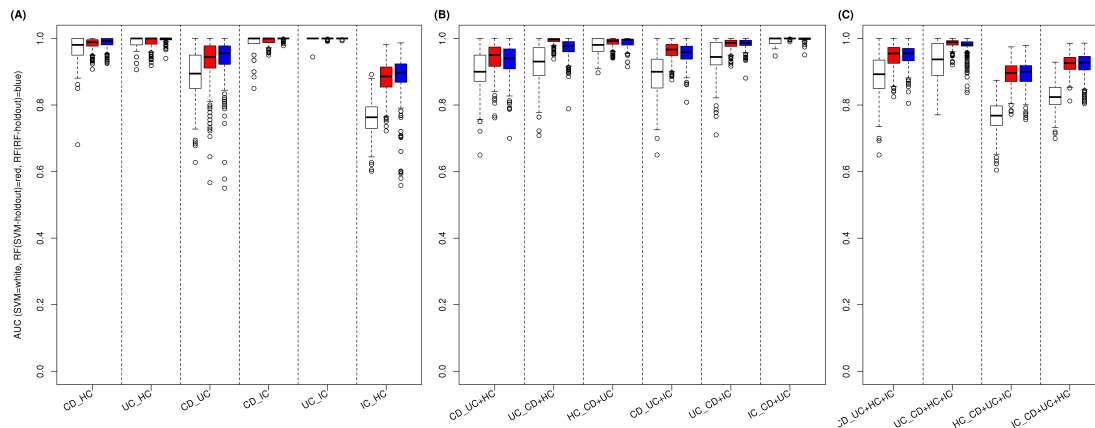 (A)
(B)
(C)
AUC (SVM=white, RF(SVM-holdout)=red, RF(RF-holdout)=blue)
1.0
0.8
0.6
0.4
0.2
0.0
CD_HC
UC_HC
CD_UC
CD_IC
UC_IC
IC_HC
1.0
0.8
0.6
0.4
0.2
0.0
CD_UC+HC
UC_CD+HC
HC_CD+UC
CD_UC+IC
UC_CD+IC
IC_CD+UC
1.0
0.8
0.6
0.4
0.2
0.0
CD_UC+HC+IC
UC_CD+HC+IC
HC_CD+UC+IC
IC_CD+UC+HC